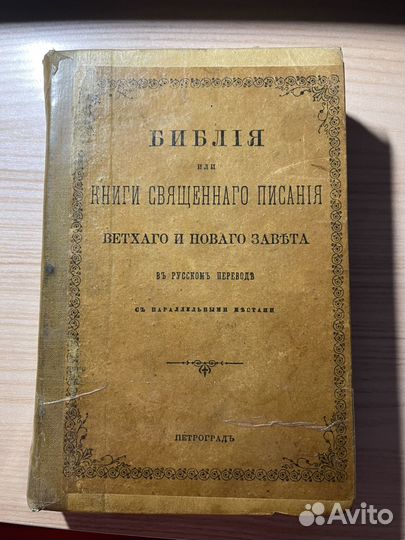 БИБЛІЯ
ИЛИ
КНИГИ СВЯЩЕННАГО ПИСАНІЯ
ВЕТХАГО И НОВАГО ЗАВѢТА
ВЪ РУССКОМЪ ПЕРЕВОДѢ
СЪ ПАРАЛЛЕЛЬНЫМИ МѢСТАМИ
ПЕТРОГРАДЪ
Avito